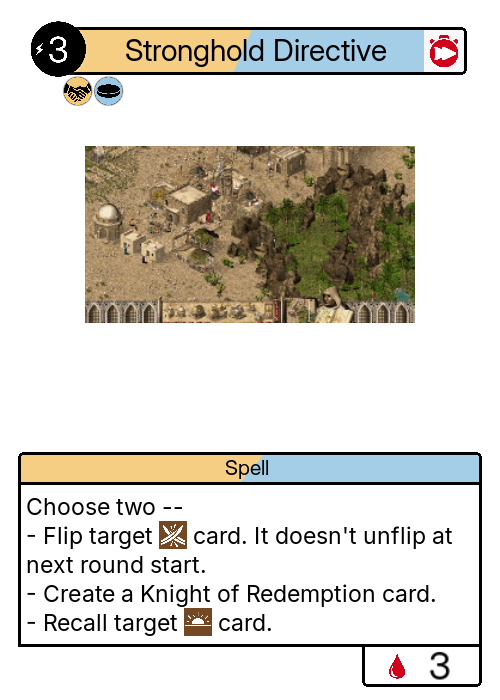 3 Stronghold Directive
Spell
Choose two --
- Flip target card. It doesn't unflip at
next round start.
- Create a Knight of Redemption card.
- Recall target card.
3